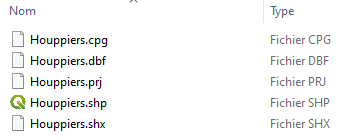 Nom Type
Houppiers.cpg Fichier CPG
Houppiers.dbf Fichier DBF
Houppiers.prj Fichier PRJ
Houppiers.shp Fichier SHP
Houppiers.shx Fichier SHX